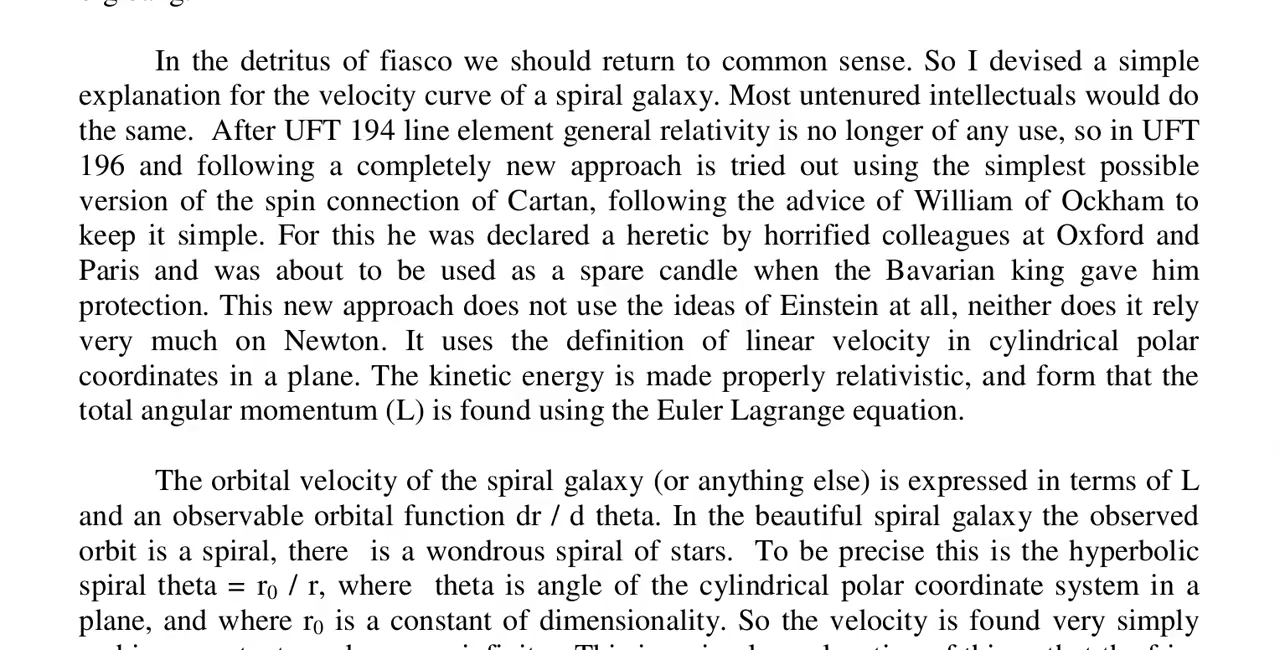 In the detritus of fiasco we should return to common sense. So I devised a simple
explanation for the velocity curve of a spiral galaxy. Most untenured intellectuals would do
the same. After UFT 194 line element general relativity is no longer of any use, so in UFT
196 and following a completely new approach is tried out using the simplest possible
version of the spin connection of Cartan, following the advice of William of Ockham to
keep it simple. For this he was declared a heretic by horrified colleagues at Oxford and
Paris and was about to be used as a spare candle when the Bavarian king gave him
protection. This new approach does not use the ideas of Einstein at all, neither does it rely
very much on Newton. It uses the definition of linear velocity in cylindrical polar
coordinates in a plane. The kinetic energy is made properly relativistic, and form that the
total angular momentum (L) is found using the Euler Lagrange equation.
The orbital velocity of the spiral galaxy (or anything else) is expressed in terms of L
and an observable orbital function dr / d theta. In the beautiful spiral galaxy the observed
orbit is a spiral, there is a wondrous spiral of stars. To be precise this is the hyperbolic
spiral theta = r₀ / r, where theta is angle of the cylindrical polar coordinate system in a
plane, and where r₀ is a constant of dimensionality. So the velocity is found very simply